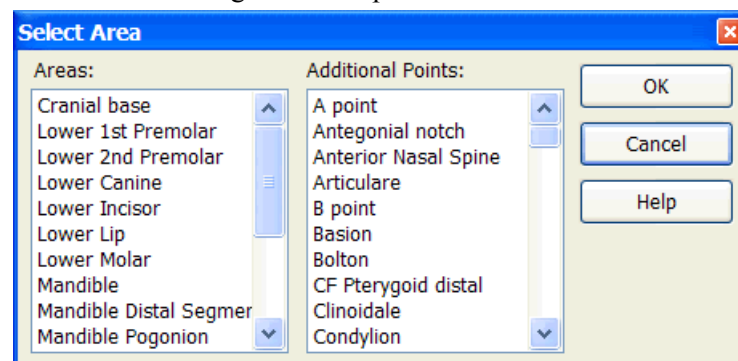 Select Area
Areas:
Cranial base
Lower 1st Premolar
Lower 2nd Premolar
Lower Canine
Lower Incisor
Lower Lip
Lower Molar
Mandible
Mandible Distal Segmer
Mandible Pogonion
Additional Points:
A point
Antegonial notch
Anterior Nasal Spine
Articulare
B point
Basion
Bolton
CF Pterygoid distal
Clinoidale
Condylion
OK
Cancel
Help